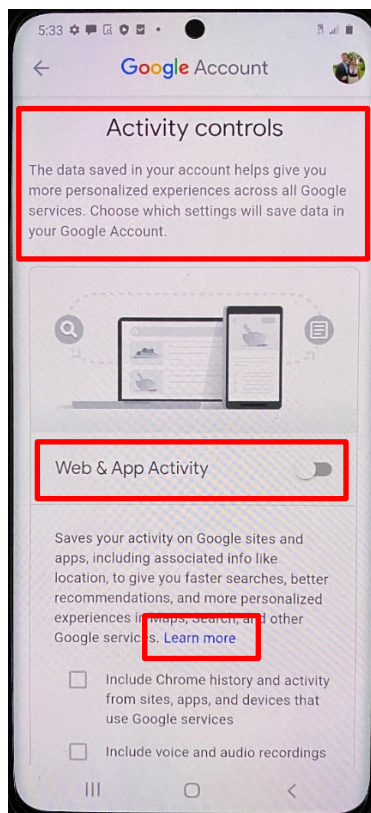 5:33
Google Account
Activity controls
The data saved in your account helps give you
more personalized experiences across all Google
services. Choose which settings will save data in
your Google Account.
Web & App Activity
Saves your activity on Google sites and
apps, including associated info like
location, to give you faster searches, better
recommendations, and more personalized
experiences in Maps, Search, and other
Google services. Learn more
Include Chrome history and activity
from sites, apps, and devices that
use Google services
Include voice and audio recordings